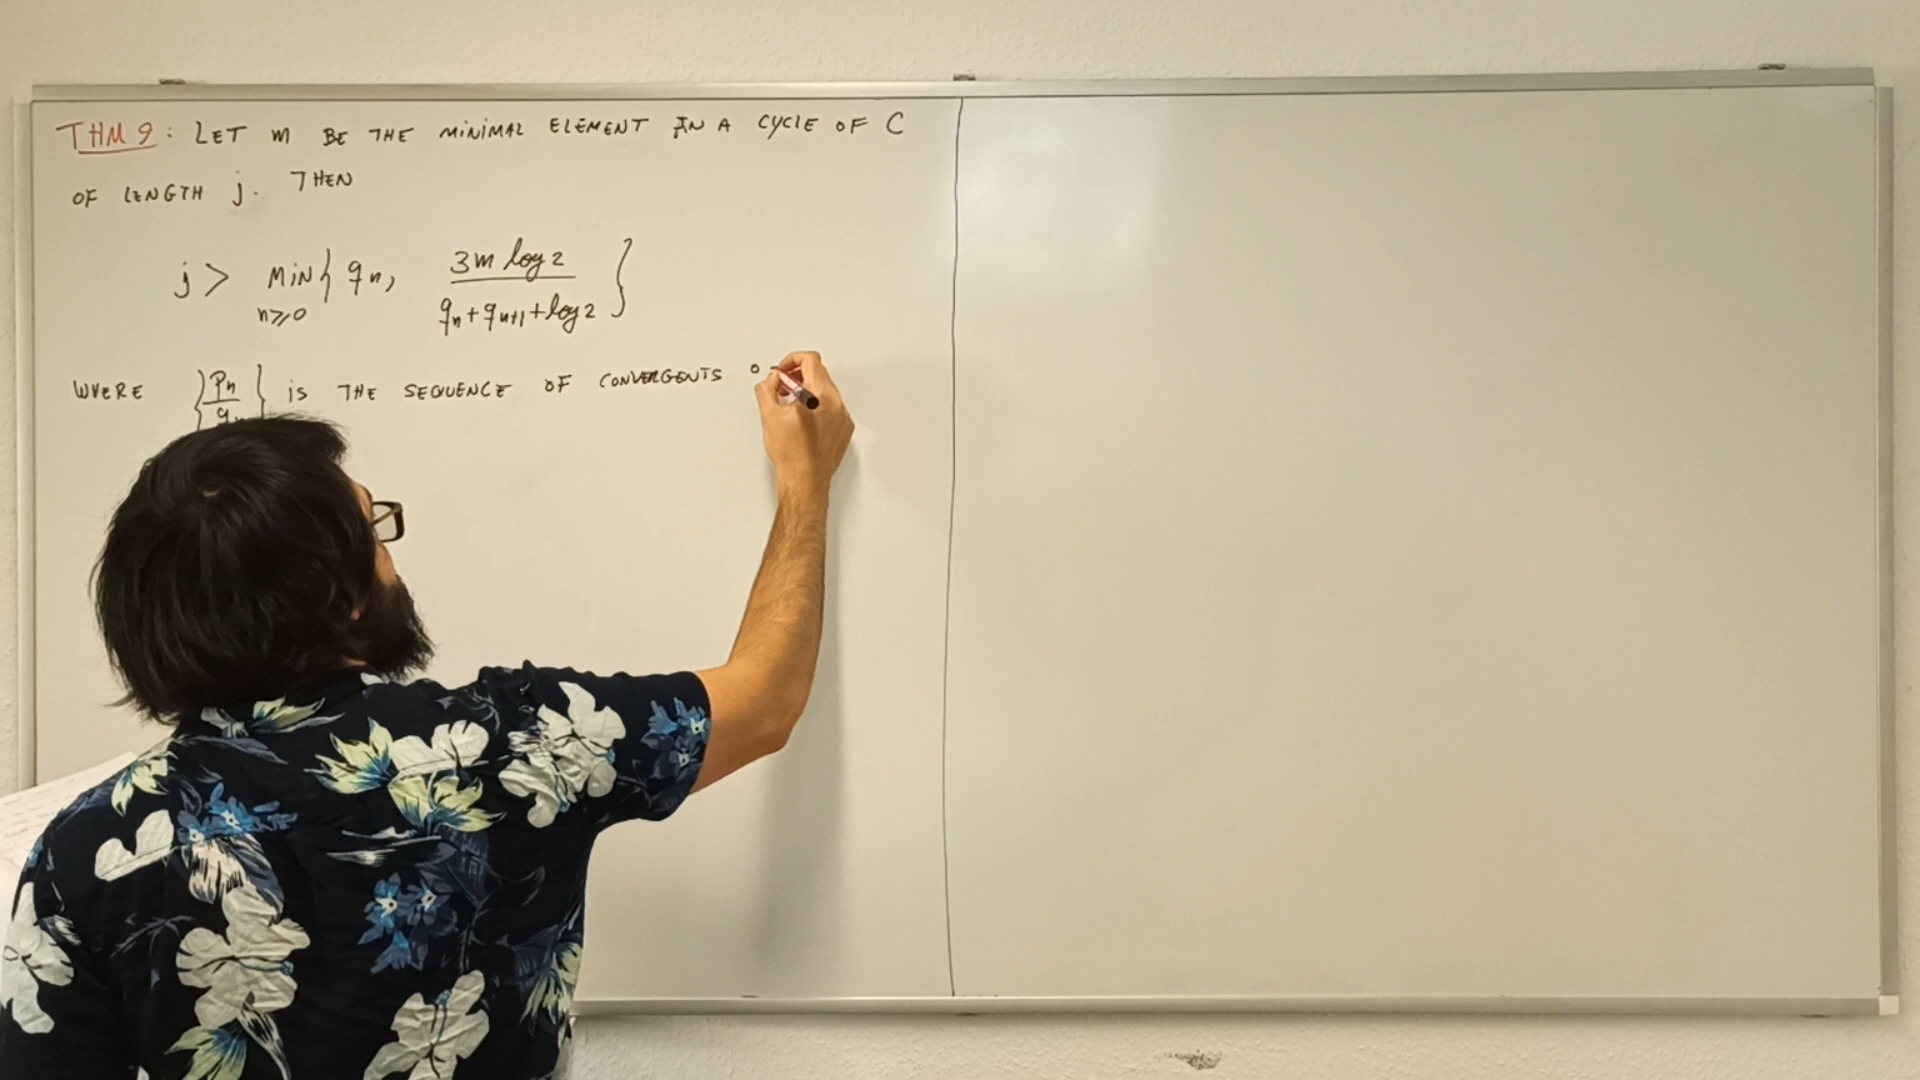 THM 9: LET m BE THE MINIMAL ELEMENT IN A CYCLE OF C
OF LENGTH j. THEN
j > MIN n⩾0 { qn, 3m log 2 / qn + qn+1 + log 2 }
WHERE { pn / qn } IS THE SEQUENCE OF CONVERGENTS